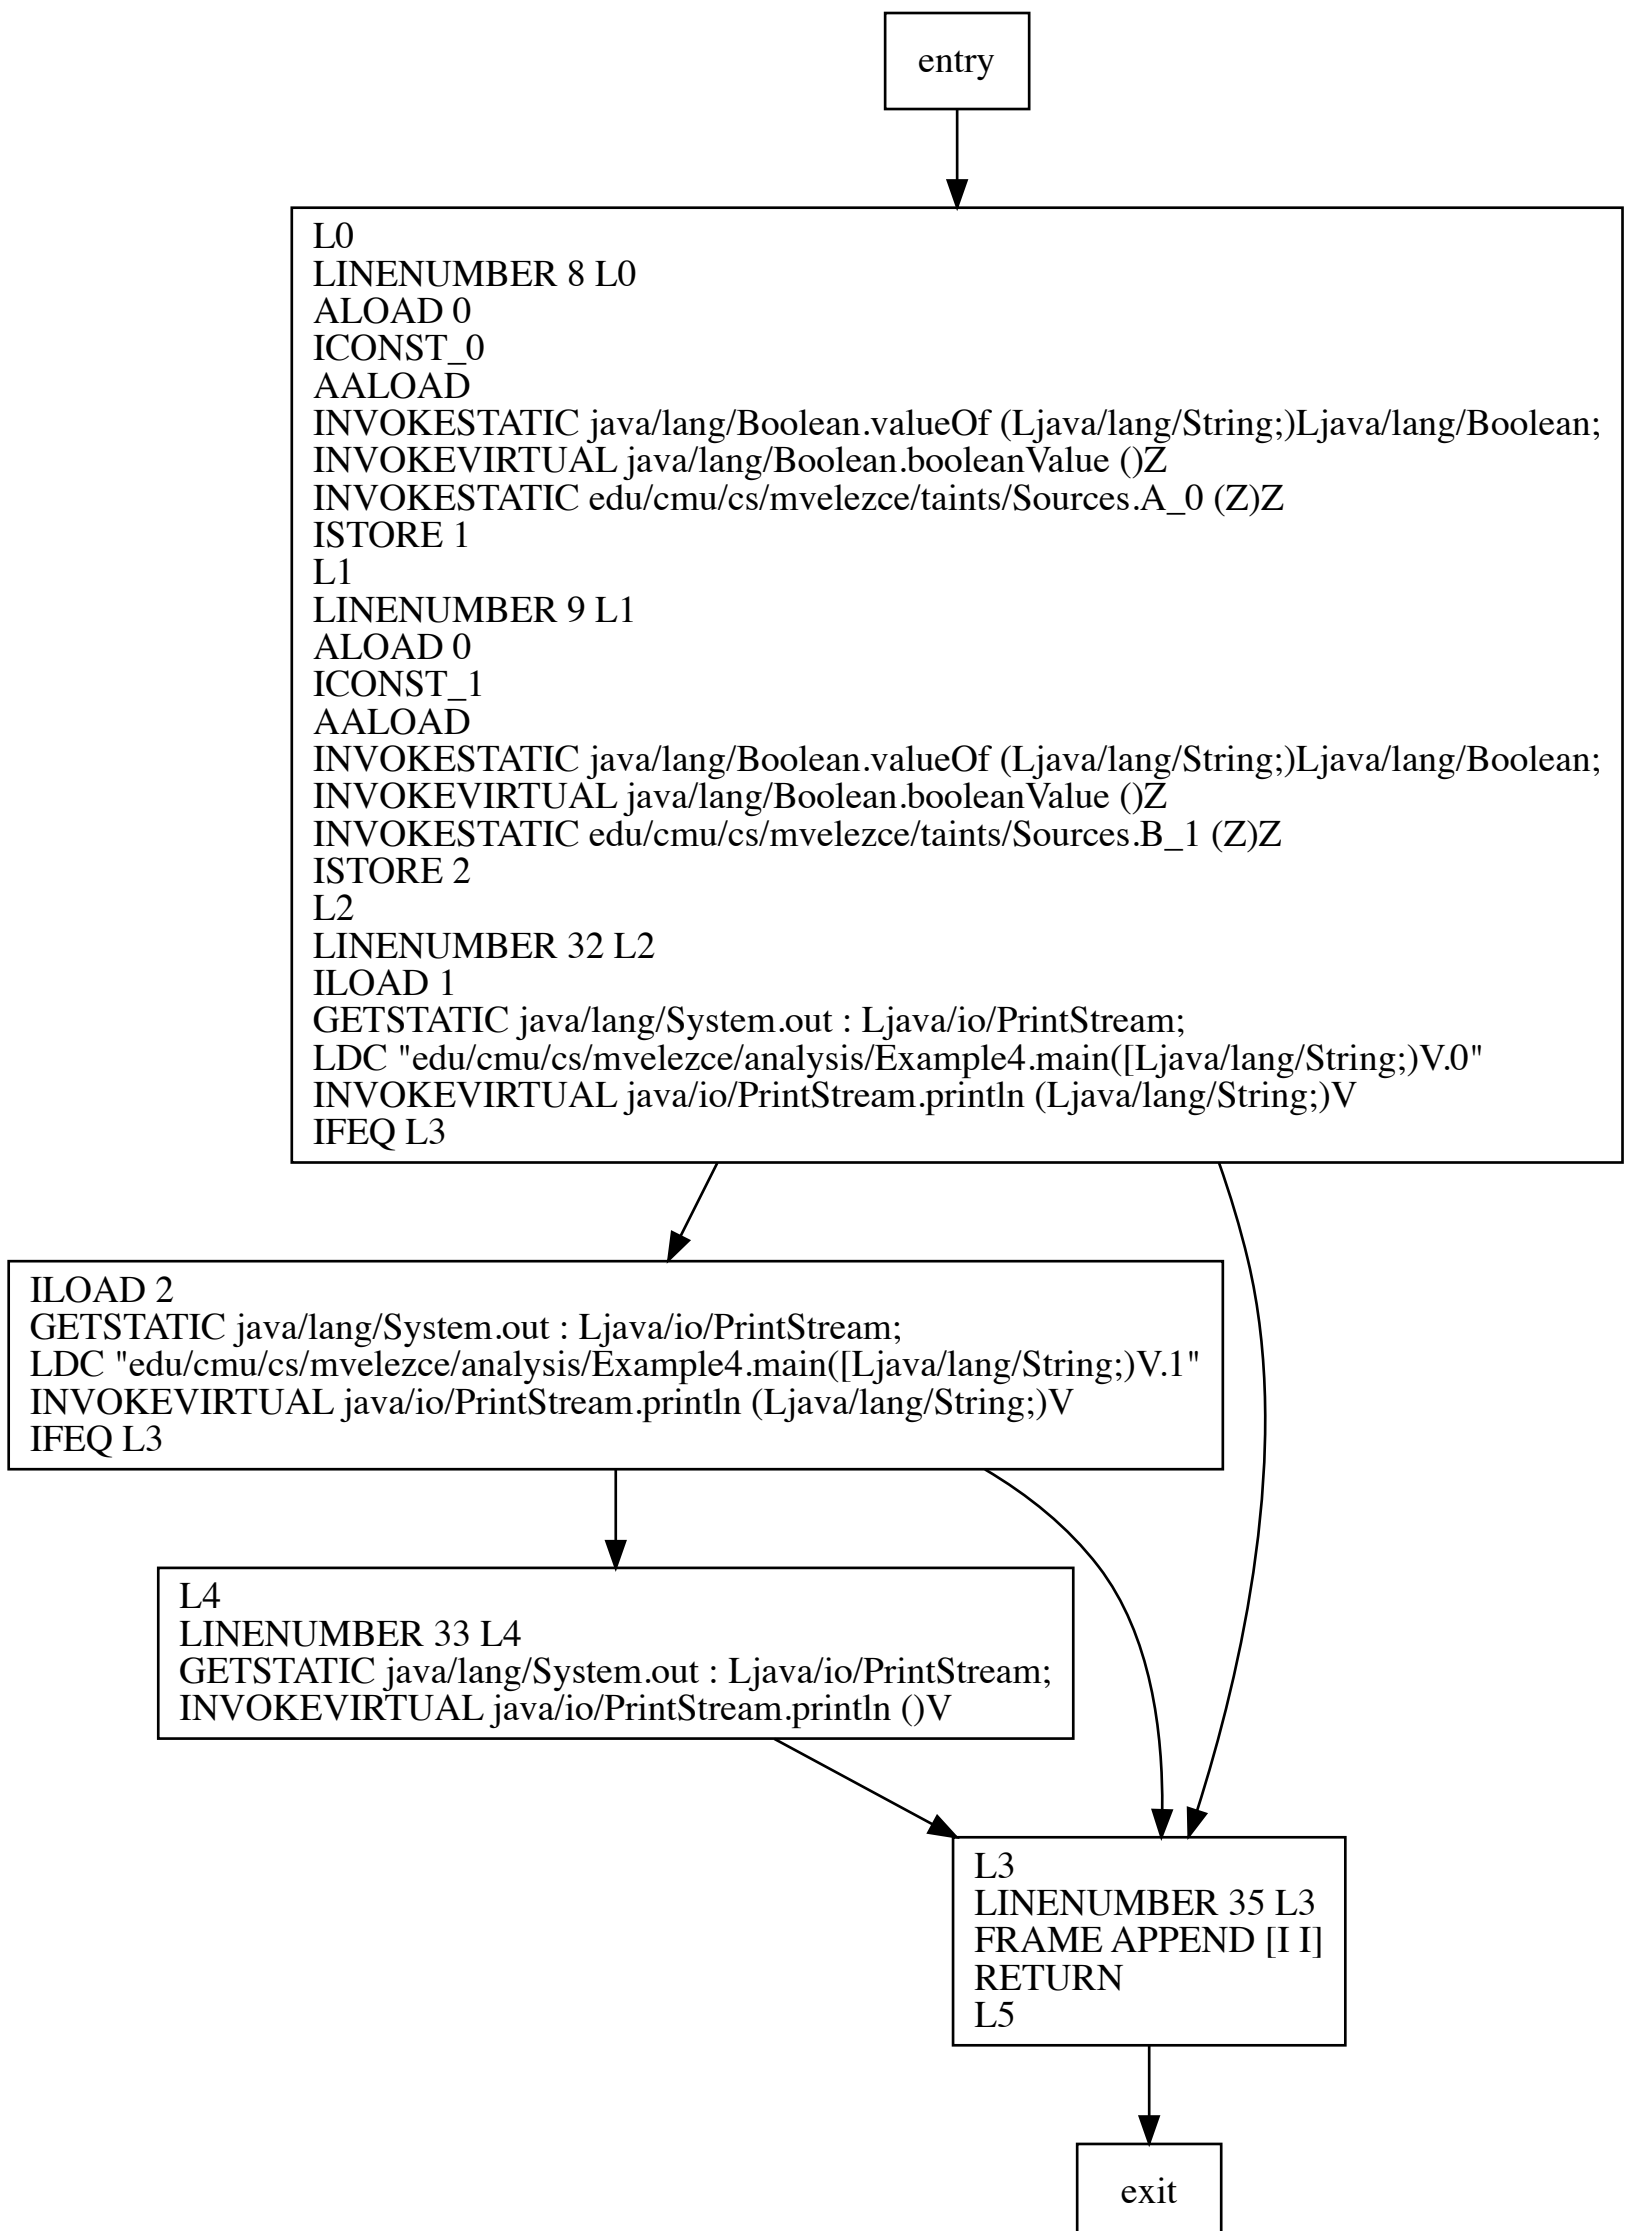 entry
L0
LINENUMBER 8 L0
ALOAD 0
ICONST_0
AALOAD
INVOKESTATIC java/lang/Boolean.valueOf (Ljava/lang/String;)Ljava/lang/Boolean;
INVOKEVIRTUAL java/lang/Boolean.booleanValue ()Z
INVOKESTATIC edu/cmu/cs/mvelezce/taints/Sources.A_0 (Z)Z
ISTORE 1
L1
LINENUMBER 9 L1
ALOAD 0
ICONST_1
AALOAD
INVOKESTATIC java/lang/Boolean.valueOf (Ljava/lang/String;)Ljava/lang/Boolean;
INVOKEVIRTUAL java/lang/Boolean.booleanValue ()Z
INVOKESTATIC edu/cmu/cs/mvelezce/taints/Sources.B_1 (Z)Z
ISTORE 2
L2
LINENUMBER 32 L2
ILOAD 1
GETSTATIC java/lang/System.out : Ljava/io/PrintStream;
LDC "edu/cmu/cs/mvelezce/analysis/Example4.main([Ljava/lang/String;)V.0"
INVOKEVIRTUAL java/io/PrintStream.println (Ljava/lang/String;)V
IFEQ L3
ILOAD 2
GETSTATIC java/lang/System.out : Ljava/io/PrintStream;
LDC "edu/cmu/cs/mvelezce/analysis/Example4.main([Ljava/lang/String;)V.1"
INVOKEVIRTUAL java/io/PrintStream.println (Ljava/lang/String;)V
IFEQ L3
L4
LINENUMBER 33 L4
GETSTATIC java/lang/System.out : Ljava/io/PrintStream;
INVOKEVIRTUAL java/io/PrintStream.println ()V
L3
LINENUMBER 35 L3
FRAME APPEND [I I]
RETURN
L5
exit